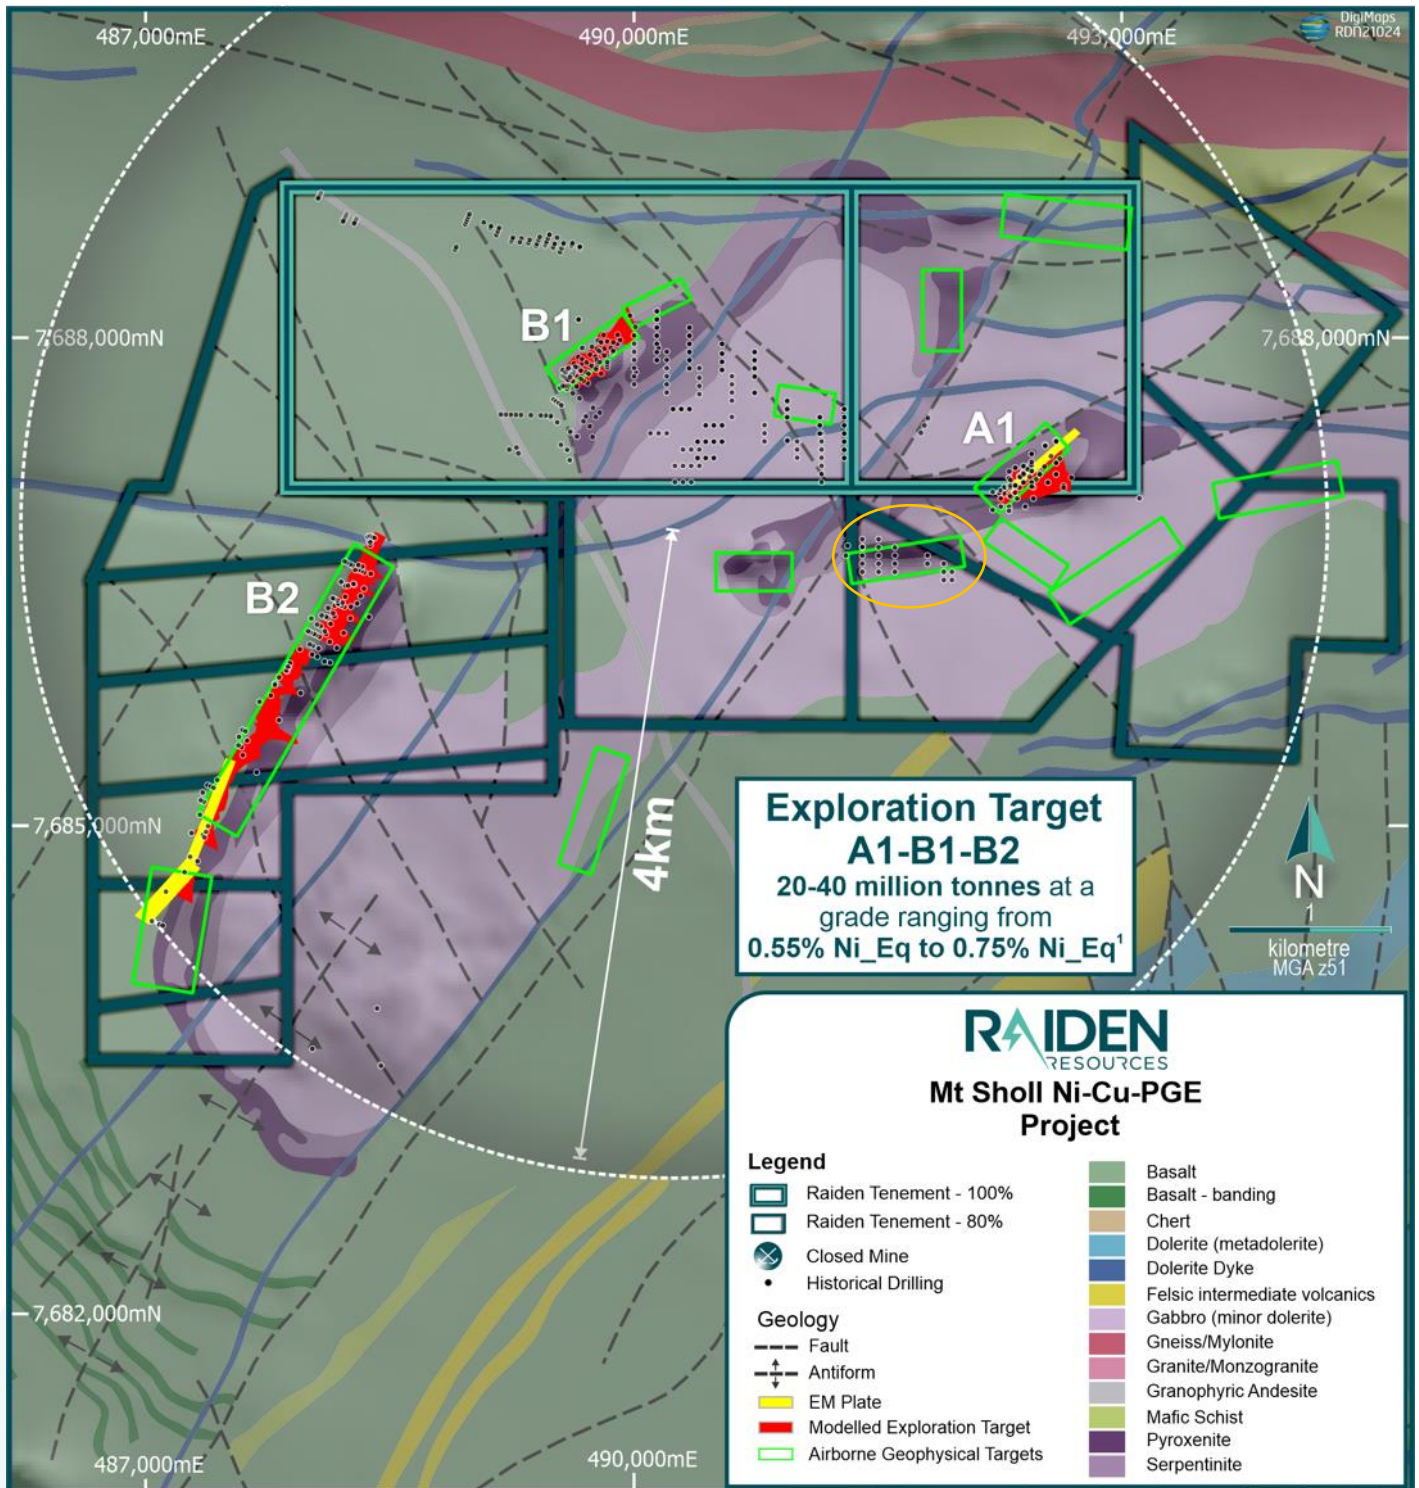 487,000mE
490,000mE
493,000mE
DigiMaps
RDN21024
B1
7,688,000mN
7,688,000mN
A1
B2
7,685,000mN
4km
Exploration Target
A1-B1-B2
20-40 million tonnes at a
grade ranging from
0.55% Ni_Eq to 0.75% Ni_Eq¹
N
1
kilometre
MGA z51
RAIDEN
RESOURCES
Mt Sholl Ni-Cu-PGE
Project
Legend
Raiden Tenement - 100%
Raiden Tenement - 80%
Closed Mine
Historical Drilling
Geology
Fault
Antiform
EM Plate
Modelled Exploration Target
Airborne Geophysical Targets
Basalt
Basalt - banding
Chert
Dolerite (metadolerite)
Dolerite Dyke
Felsic intermediate volcanics
Gabbro (minor dolerite)
Gneiss/Mylonite
Granite/Monzogranite
Granophyric Andesite
Mafic Schist
Pyroxenite
Serpentinite
7,682,000mN
487,000mE
490,000mE